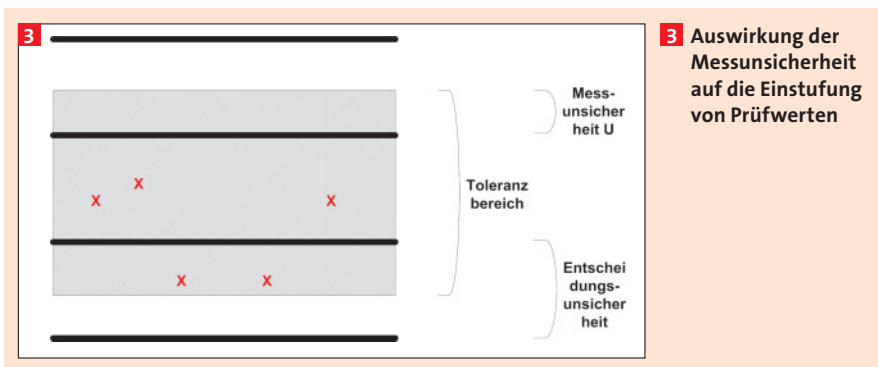 3
Mess-
unsicher
heit U
Toleranz
bereich
Entschei
dungs-
unsicher
heit
X
X
X
X
X
3 Auswirkung der
Messunsicherheit
auf die Einstufung
von Prüfwerten